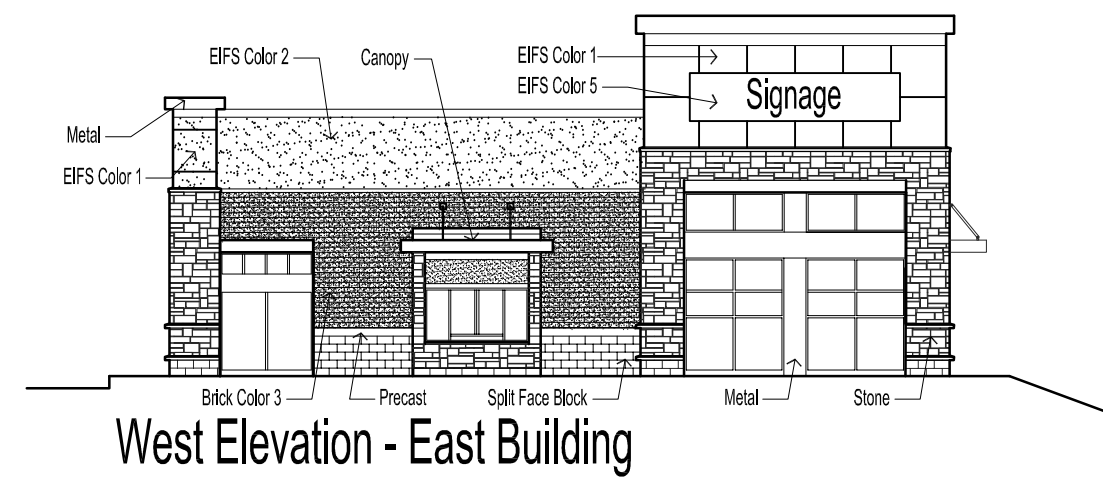 EIFS Color 2
Canopy
EIFS Color 1
EIFS Color 5
Signage
Metal
EIFS Color 1
Brick Color 3
Precast
Split Face Block
Metal
Stone
West Elevation - East Building